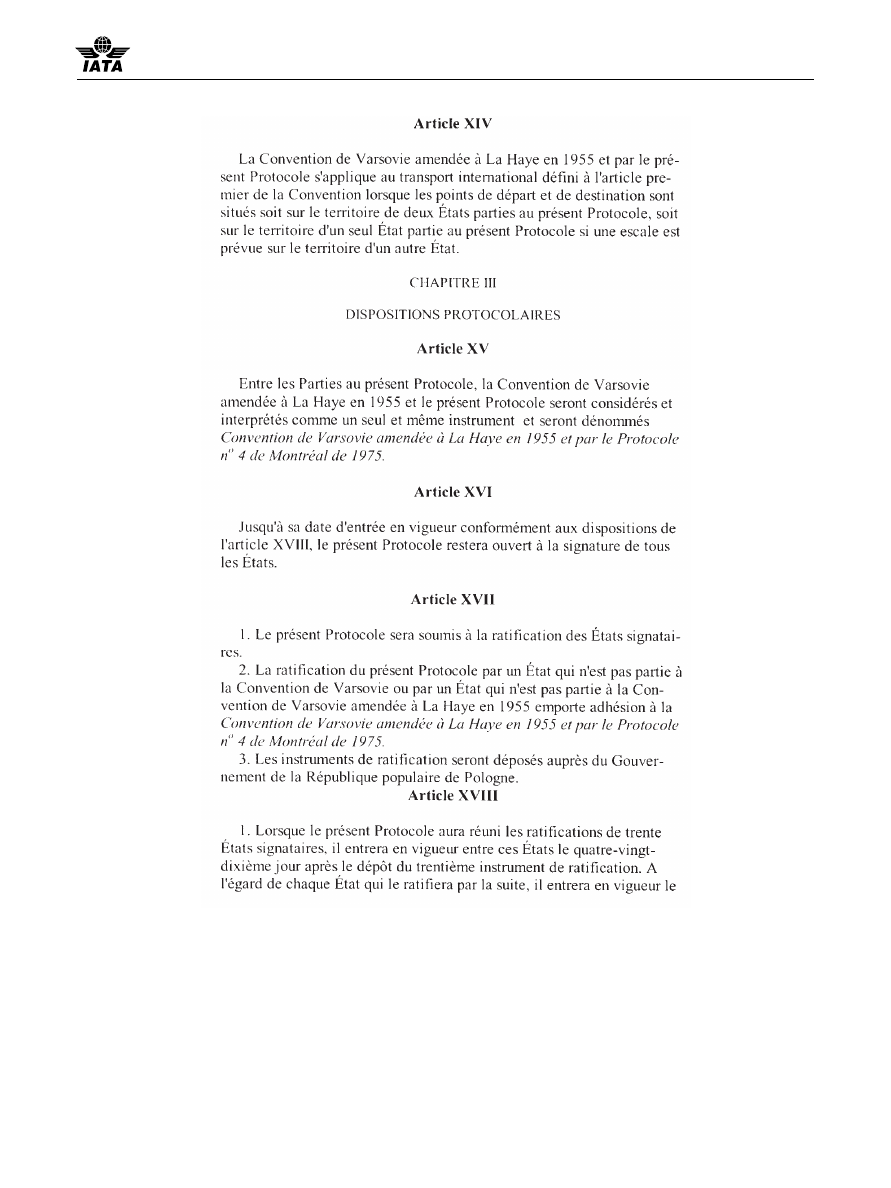 IATA
Article XIV
La Convention de Varsovie amendée à La Haye en 1955 et par le pré-
sent Protocole s'applique au transport international défini à l'article pre-
mier de la Convention lorsque les points de départ et de destination sont
situés soit sur le territoire de deux États parties au présent Protocole, soit
sur le territoire d'un seul État partie au présent Protocole si une escale est
prévue sur le territoire d'un autre État.
CHAPITRE III
DISPOSITIONS PROTOCOLAIRES
Article XV
Entre les Parties au présent Protocole, la Convention de Varsovie
amendée à La Haye en 1955 et le présent Protocole seront considérés et
interprétés comme un seul et même instrument et seront dénommés
Convention de Varsovie amendée à La Haye en 1955 et par le Protocole
n° 4 de Montréal de 1975.
Article XVI
Jusqu'à sa date d'entrée en vigueur conformément aux dispositions de
l'article XVIII, le présent Protocole restera ouvert à la signature de tous
les États.
Article XVII
1. Le présent Protocole sera soumis à la ratification des États signatai-
res.
2. La ratification du présent Protocole par un État qui n'est pas partie à
la Convention de Varsovie ou par un État qui n'est pas partie à la Con-
vention de Varsovie amendée à La Haye en 1955 emporte adhésion à la
Convention de Varsovie amendée à La Haye en 1955 et par le Protocole
n° 4 de Montréal de 1975.
3. Les instruments de ratification seront déposés auprès du Gouver-
nement de la République populaire de Pologne.
Article XVIII
1. Lorsque le présent Protocole aura réuni les ratifications de trente
États signataires, il entrera en vigueur entre ces États le quatre-vingt-
dixième jour après le dépôt du trentième instrument de ratification. A
l'égard de chaque État qui le ratifiera par la suite, il entrera en vigueur le